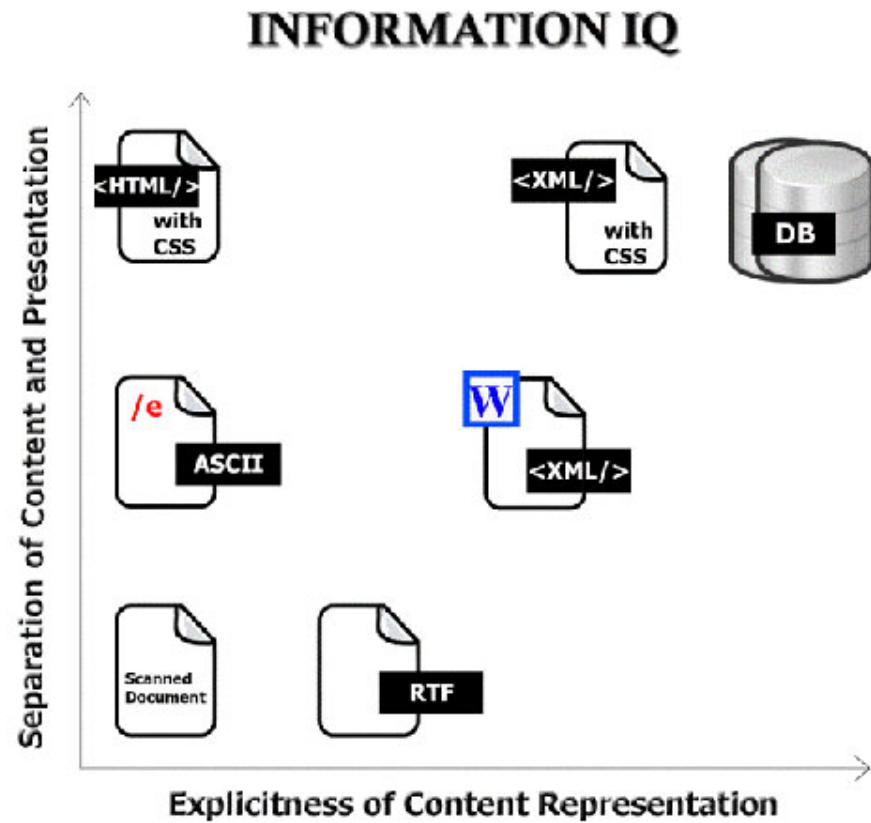 INFORMATION IQ
Separation of Content and Presentation
<HTML/>
with
CSS
<XML/>
with
CSS
DB
/e
ASCII
W
<XML/>
Scanned
Document
RTF
Explicitness of Content Representation